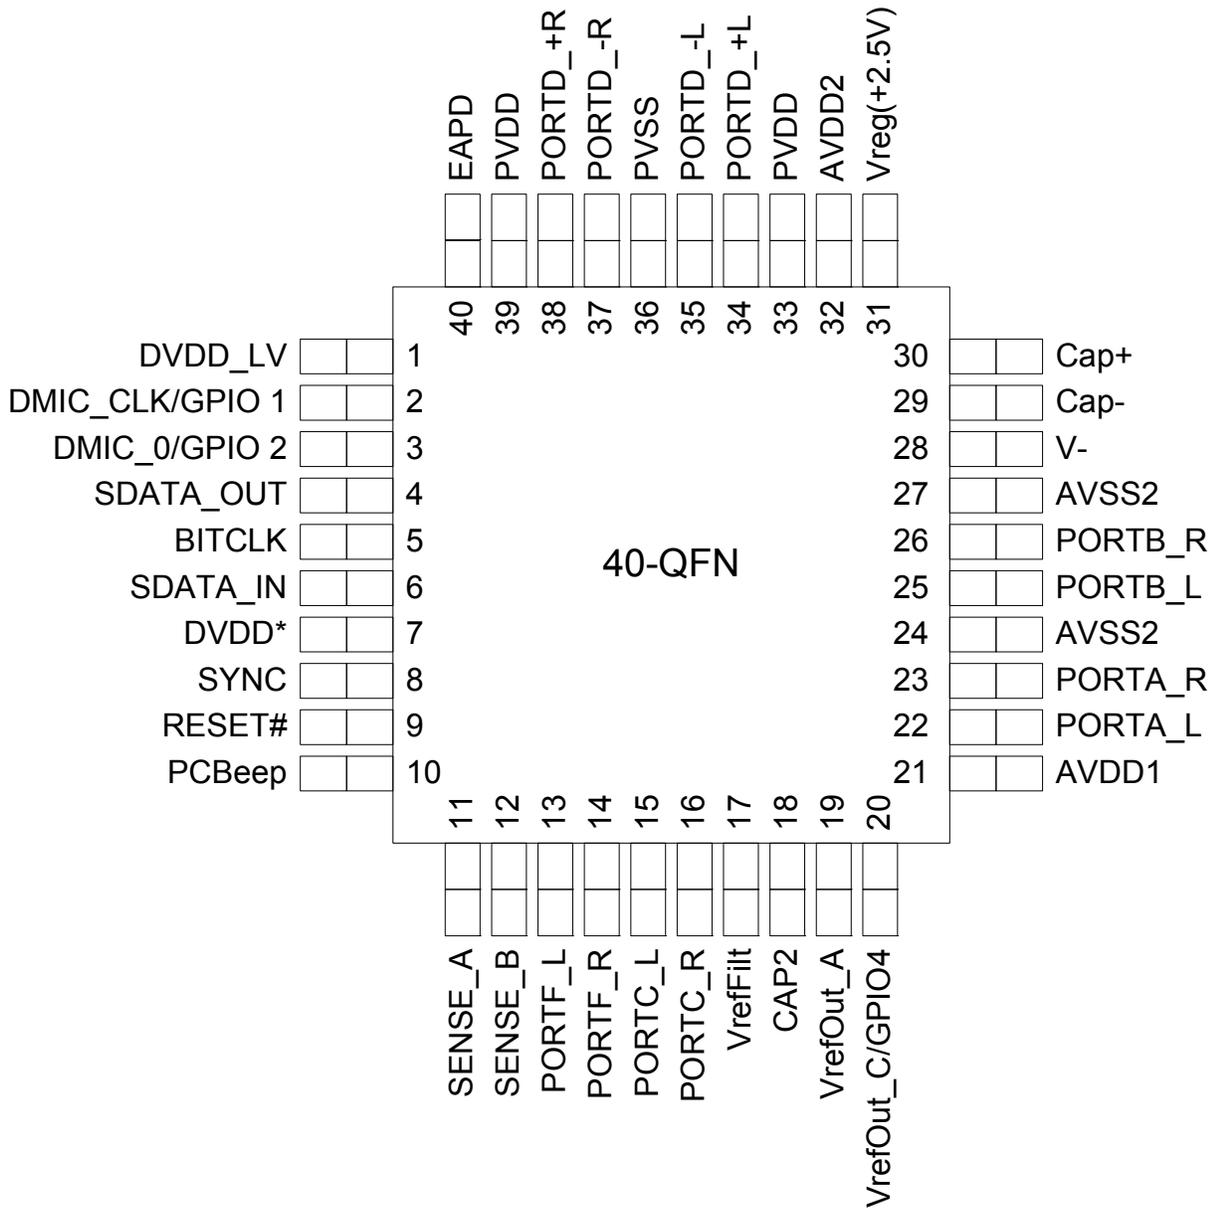 EAPD
PVDD
PORTD_+R
PORTD_-R
PVSS
PORTD_-L
PORTD_+L
PVDD
AVDD2
Vreg(+2.5V)
40
39
38
37
36
35
34
33
32
31
DVDD_LV 1
DMIC_CLK/GPIO 1 2
DMIC_0/GPIO 2 3
SDATA_OUT 4
BITCLK 5
SDATA_IN 6
DVDD* 7
SYNC 8
RESET# 9
PCBeep 10
40-QFN
30 Cap+
29 Cap-
28 V-
27 AVSS2
26 PORTB_R
25 PORTB_L
24 AVSS2
23 PORTA_R
22 PORTA_L
21 AVDD1
11
12
13
14
15
16
17
18
19
20
SENSE_A
SENSE_B
PORTF_L
PORTF_R
PORTC_L
PORTC_R
VrefFilt
CAP2
VrefOut_A
VrefOut_C/GPIO4